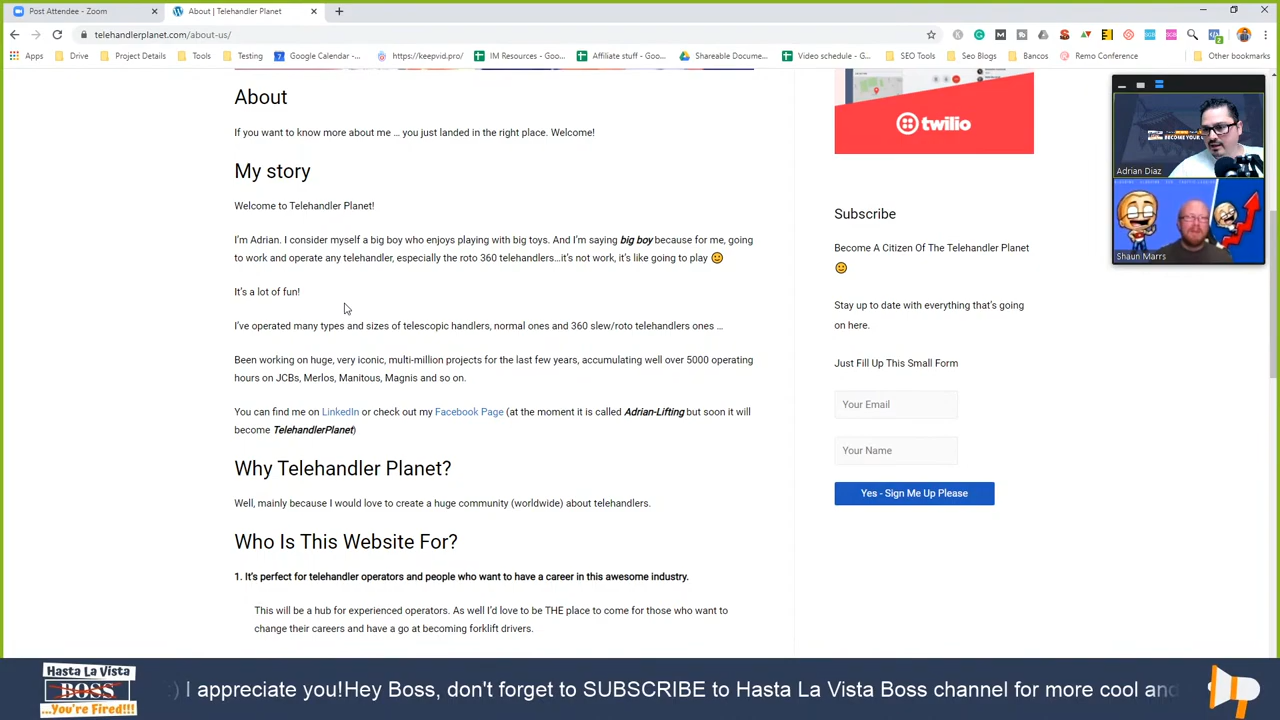 Post Attendee - Zoom
About | Telehandler Planet
telehandlerplanet.com/about-us/
Apps
Drive
Project Details
Tools
Testing
Google Calendar -...
https://keepvid.pro/
IM Resources - Goo...
Affiliate stuff - Goo...
Shareable Docume...
Video schedule - G...
SEO Tools
Seo Blogs
Bancos
Remo Conference
Other bookmarks
About
If you want to know more about me ... you just landed in the right place. Welcome!
My story
Welcome to Telehandler Planet!
I'm Adrian. I consider myself a big boy who enjoys playing with big toys. And I'm saying big boy because for me, going
to work and operate any telehandler, especially the roto 360 telehandlers...it's not work, it's like going to play
It's a lot of fun!
I've operated many types and sizes of telescopic handlers, normal ones and 360 slew/roto telehandlers ones ...
Been working on huge, very iconic, multi-million projects for the last few years, accumulating well over 5000 operating
hours on JCBs, Merlos, Manitous, Magnis and so on.
You can find me on LinkedIn or check out my Facebook Page (at the moment it is called Adrian-Lifting but soon it will
become TelehandlerPlanet)
Why Telehandler Planet?
Well, mainly because I would love to create a huge community (worldwide) about telehandlers.
Who Is This Website For?
1. It's perfect for telehandler operators and people who want to have a career in this awesome industry.
This will be a hub for experienced operators. As well I'd love to be THE place to come for those who want to
change their careers and have a go at becoming forklift drivers.
twilio
Subscribe
Become A Citizen Of The Telehandler Planet
Stay up to date with everything that's going
on here.
Just Fill Up This Small Form
Your Email
Your Name
Yes - Sign Me Up Please
Adrian Diaz
Shaun Marrs
Hasta La Vista
BOSS
...You're Fired!!!
:) I appreciate you!Hey Boss, don't forget to SUBSCRIBE to Hasta La Vista Boss channel for more cool and